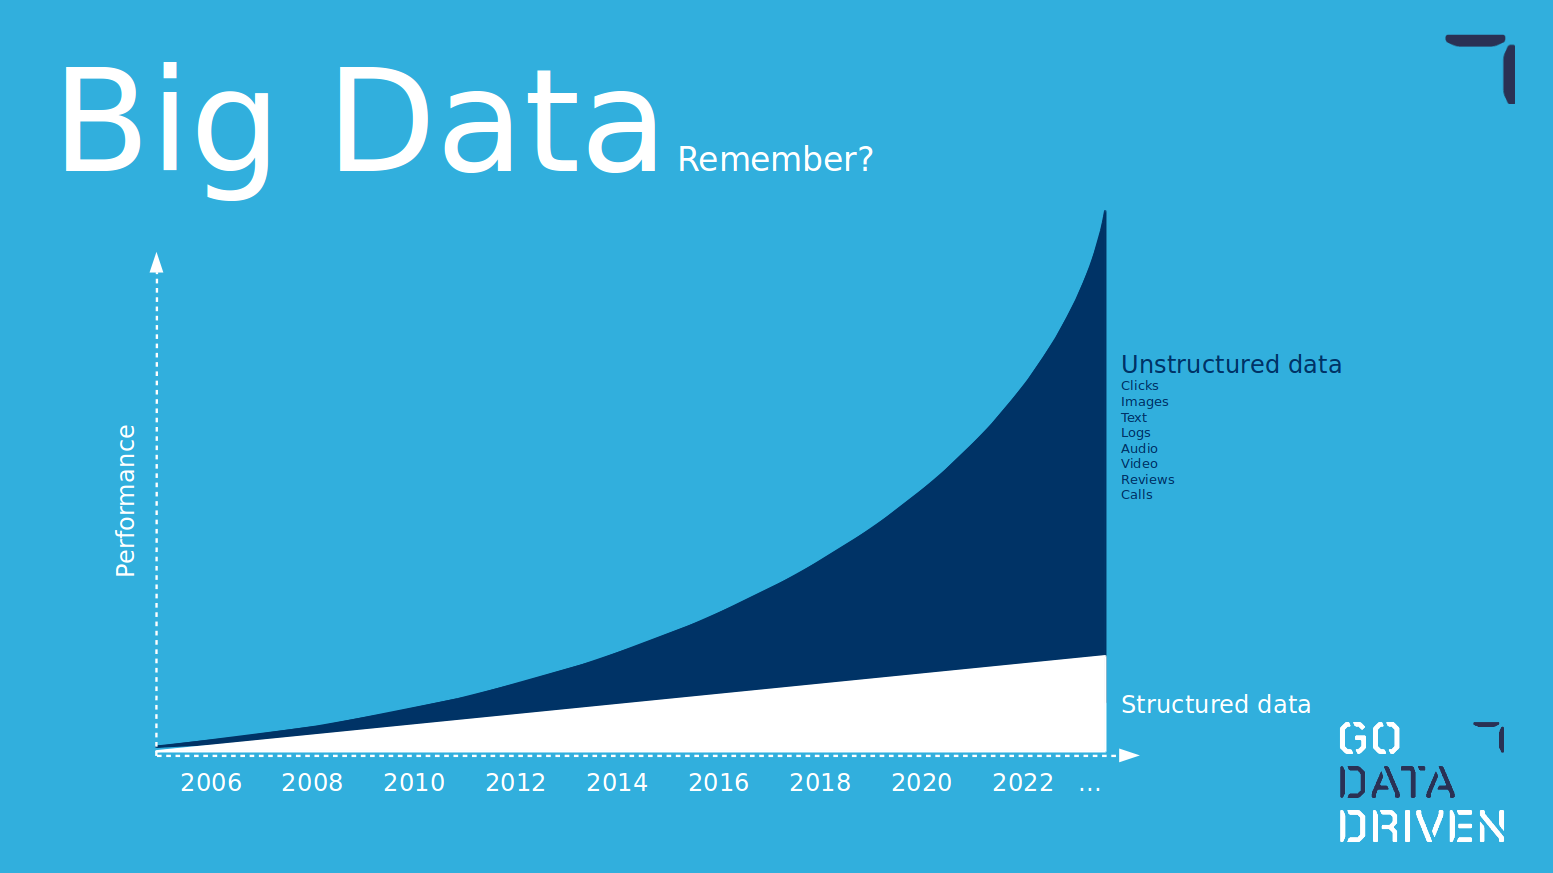 Big Data Remember?
Performance
Unstructured data
Clicks
Images
Text
Logs
Audio
Video
Reviews
Calls
Structured data
2006 2008 2010 2012 2014 2016 2018 2020 2022 ...
GO
DATA
DRIVEN